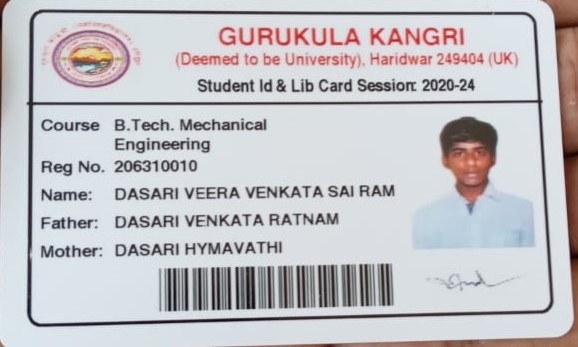 GURUKULA KANGRI
(Deemed to be University), Haridwar 249404 (UK)
Student Id & Lib Card Session: 2020-24
Course B.Tech. Mechanical
Engineering
Reg No. 206310010
Name: DASARI VEERA VENKATA SAI RAM
Father: DASARI VENKATA RATNAM
Mother: DASARI HYMAVATHI